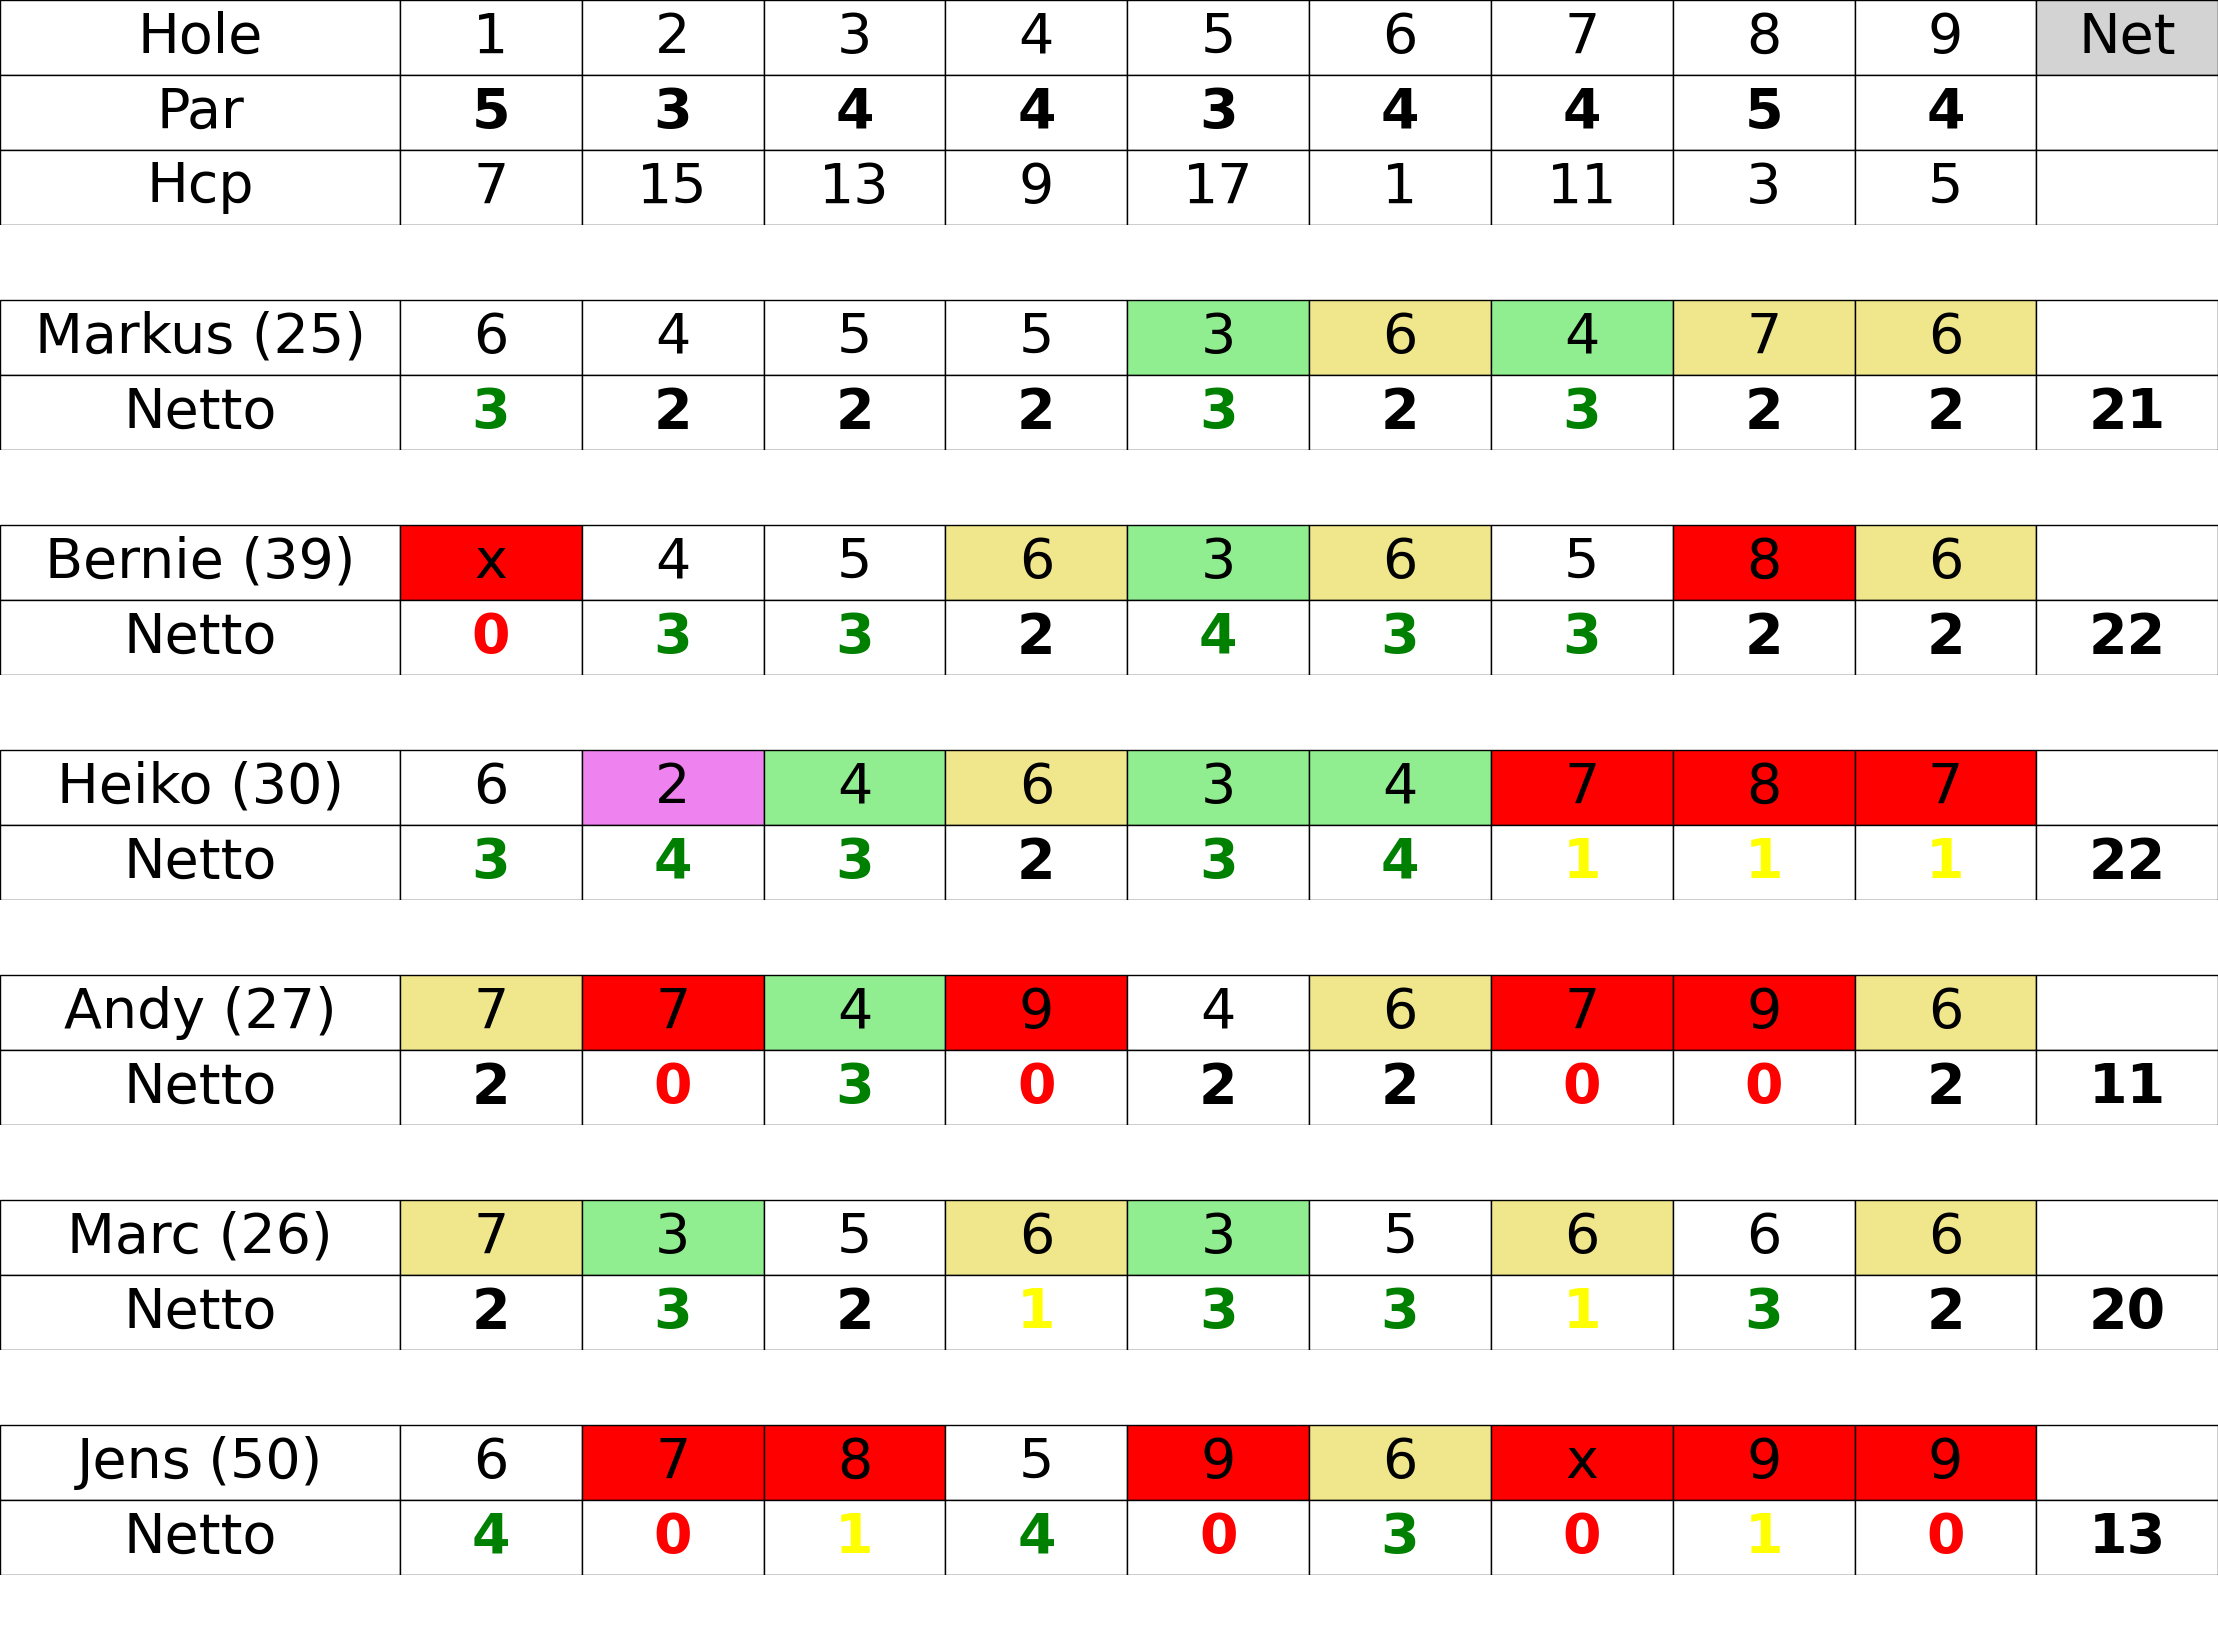 Hole 1 2 3 4 5 6 7 8 9 Net
Par 5 3 4 4 3 4 4 5 4
Hcp 7 15 13 9 17 1 11 3 5
Markus (25) 6 4 5 5 3 6 4 7 6
Netto 3 2 2 2 3 2 3 2 2 21
Bernie (39) x 4 5 6 3 6 5 8 6
Netto 0 3 3 2 4 3 3 2 2 22
Heiko (30) 6 2 4 6 3 4 7 8 7
Netto 3 4 3 2 3 4 1 1 1 22
Andy (27) 7 7 4 9 4 6 7 9 6
Netto 2 0 3 0 2 2 0 0 2 11
Marc (26) 7 3 5 6 3 5 6 6 6
Netto 2 3 2 1 3 3 1 3 2 20
Jens (50) 6 7 8 5 9 6 x 9 9
Netto 4 0 1 4 0 3 0 1 0 13